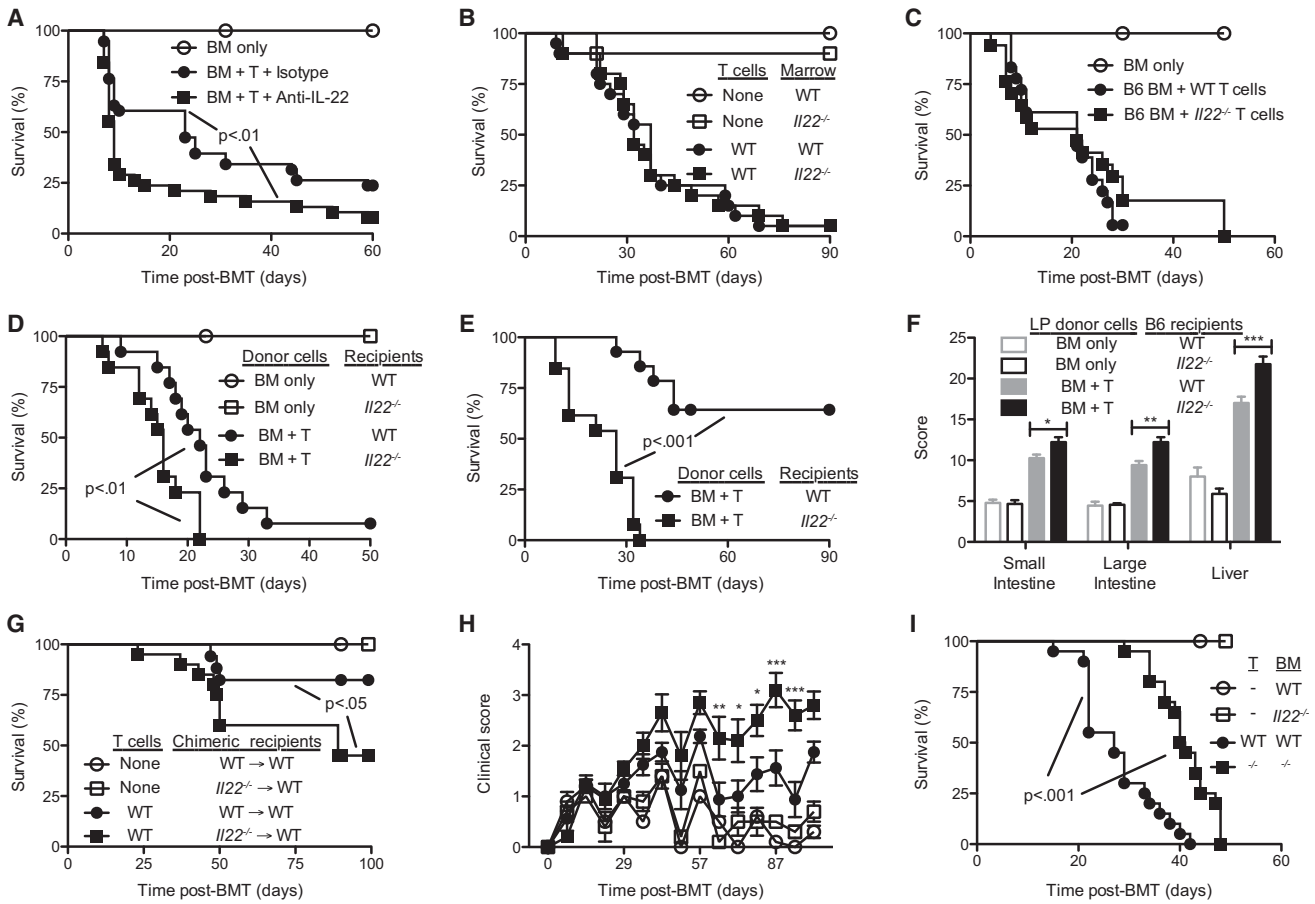 A
Survival (%)
100
75
50
25
0
BM only
BM + T + Isotype
BM + T + Anti-IL-22
p<.01
0 20 40 60
Time post-BMT (days)
B
Survival (%)
100
75
50
25
0
T cells Marrow
None WT
None Il22-/-
WT WT
WT Il22-/-
0 30 60 90
Time post-BMT (days)
C
Survival (%)
100
75
50
25
0
BM only
B6 BM + WT T cells
B6 BM + Il22-/- T cells
0 20 40 60
Time post-BMT (days)
D
Survival (%)
100
75
50
25
0
Donor cells Recipients
BM only WT
BM only Il22-/-
BM + T WT
BM + T Il22-/-
p<.01
0 10 20 30 40 50
Time post-BMT (days)
E
Survival (%)
100
75
50
25
0
p<.001
Donor cells Recipients
BM + T WT
BM + T Il22-/-
0 30 60 90
Time post-BMT (days)
F
Score
25
20
15
10
5
0
LP donor cells B6 recipients
BM only WT
BM only Il22-/-
BM + T WT
BM + T Il22-/-
* ** ***
Small Intestine
Large Intestine
Liver
G
Survival (%)
100
75
50
25
0
p<.05
T cells Chimeric recipients
None WT → WT
None Il22-/- → WT
WT WT → WT
WT Il22-/- → WT
0 25 50 75 100
Time post-BMT (days)
H
Clinical score
4
3
2
1
0
** * * *** ***
0 29 57 87
Time post-BMT (days)
I
Survival (%)
100
75
50
25
0
T BM
- WT
- Il22-/-
WT WT
-/- -/-
p<.001
0 20 40 60
Time post-BMT (days)